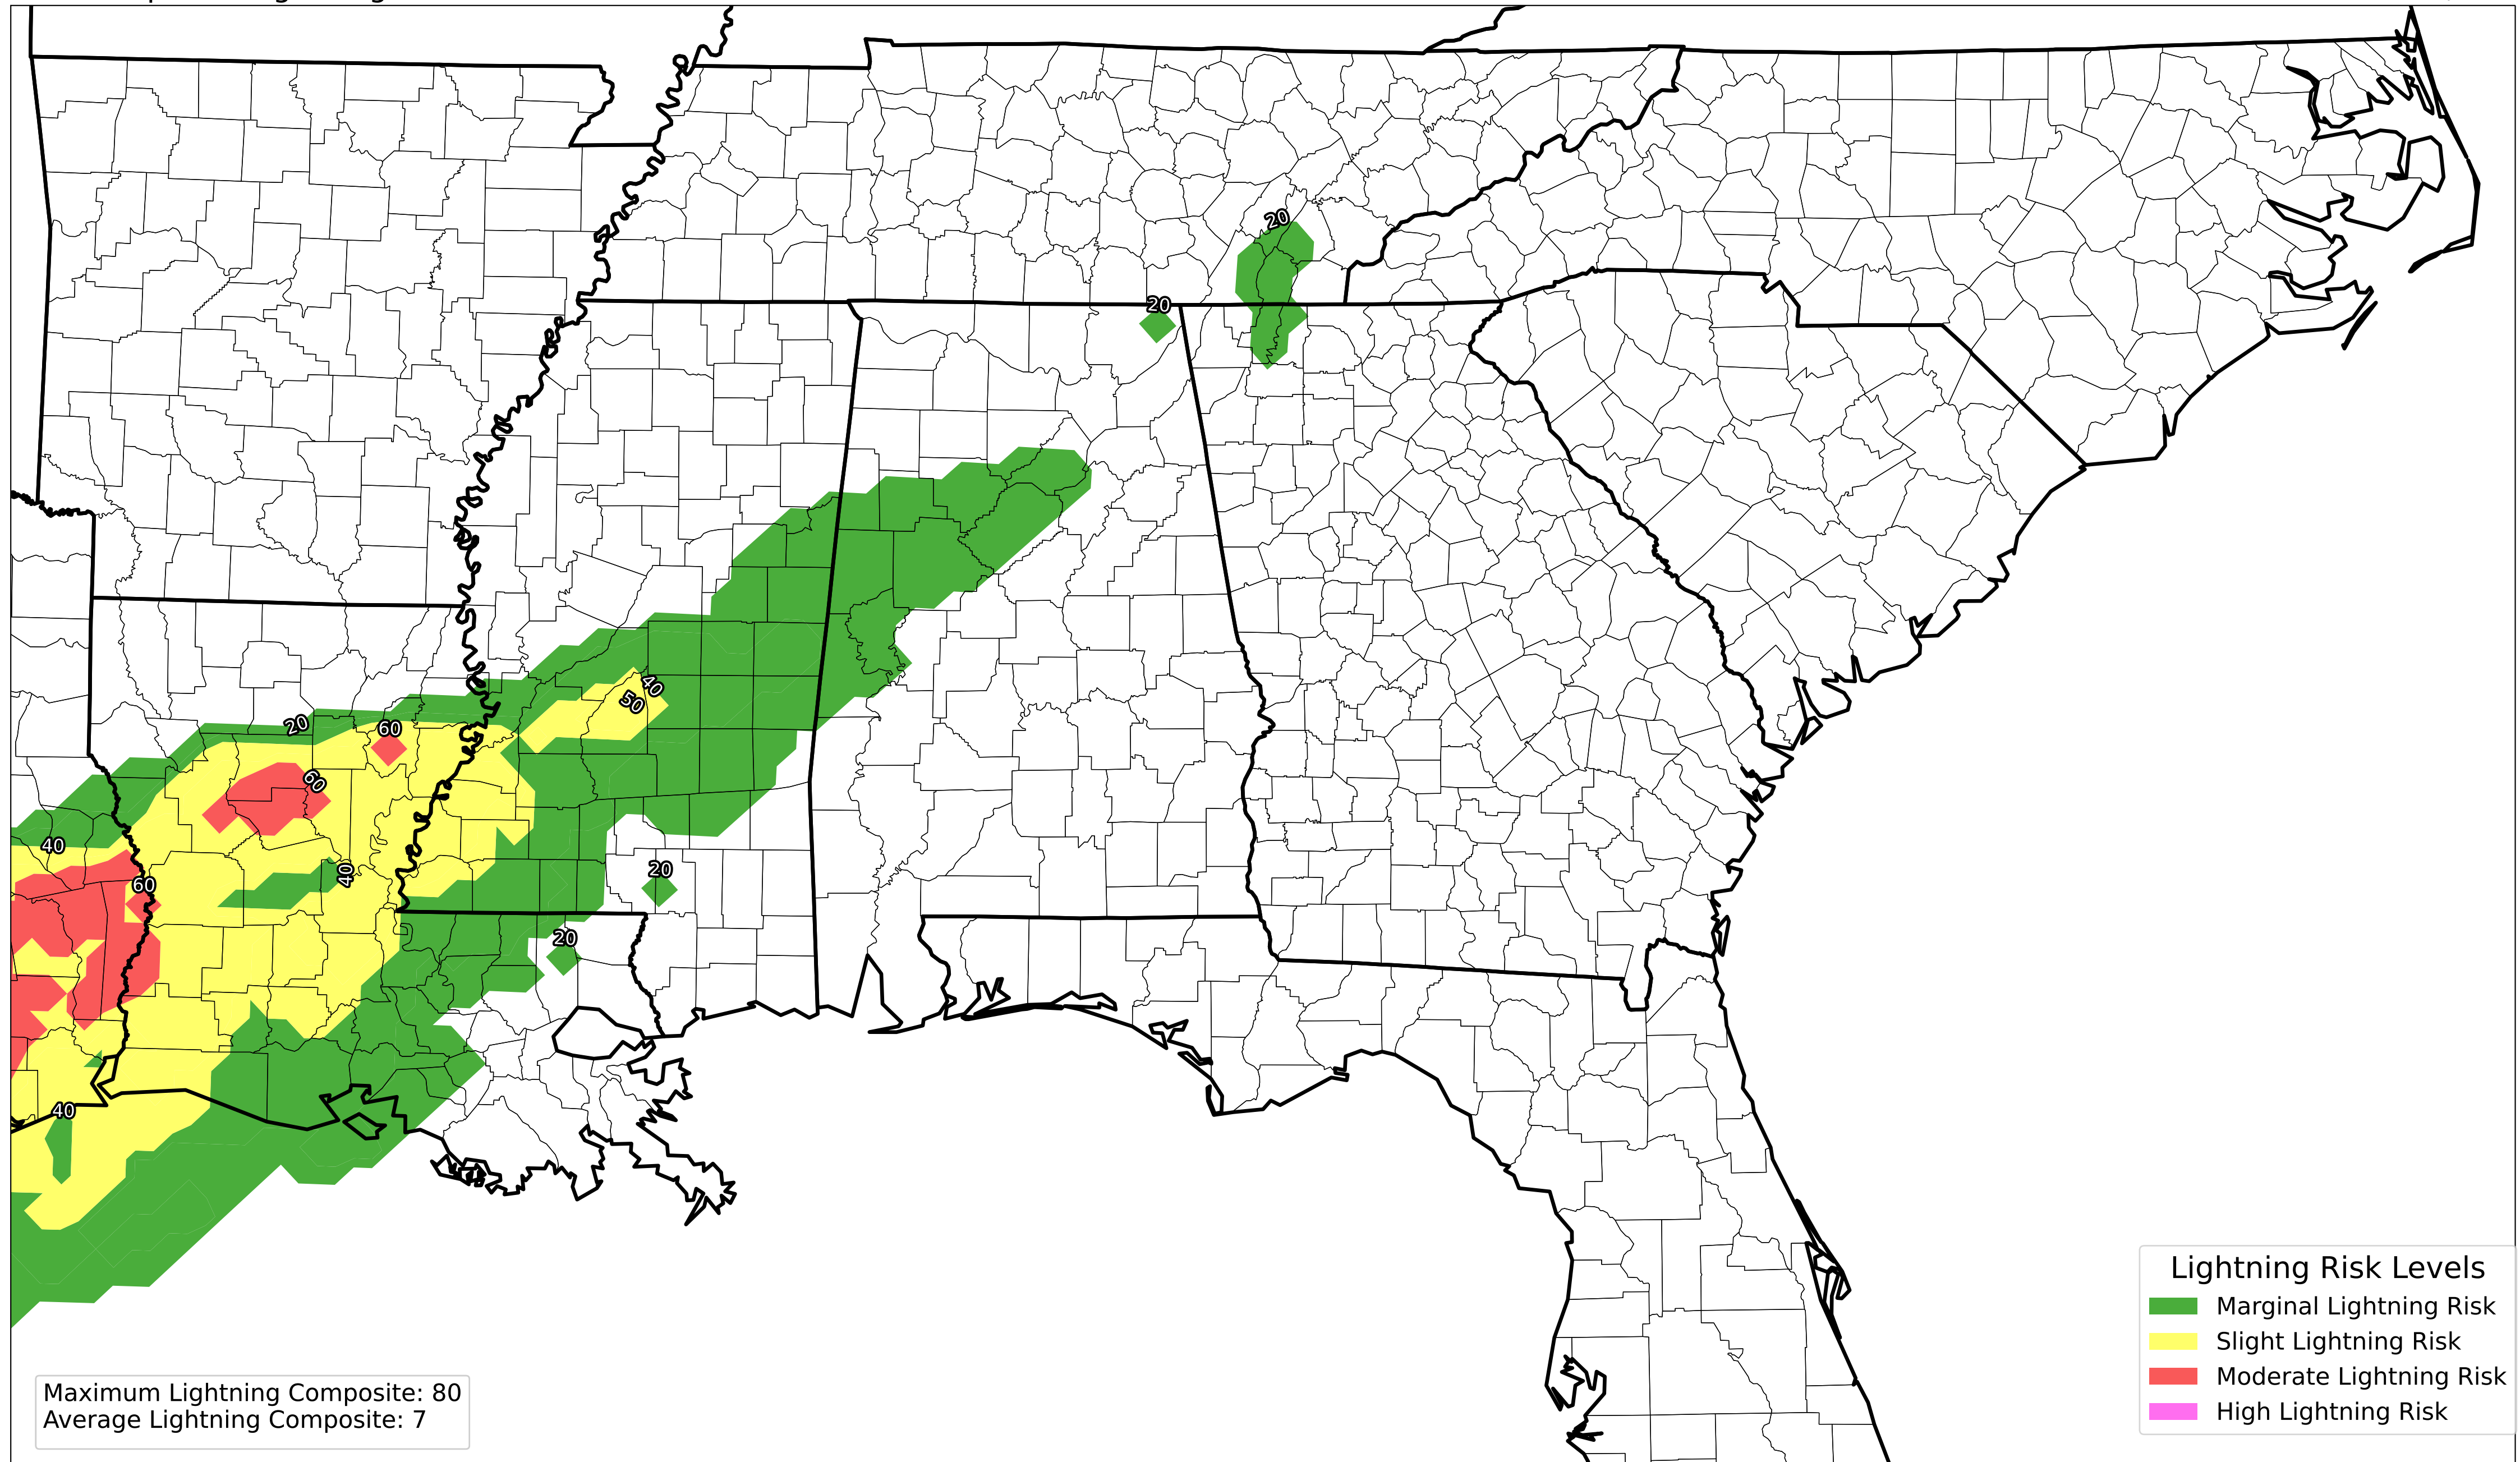 20
20
40
50
20
60
60
40
60
40
20
20
40
Lightning Risk Levels
Marginal Lightning Risk
Slight Lightning Risk
Moderate Lightning Risk
High Lightning Risk
Maximum Lightning Composite: 80
Average Lightning Composite: 7